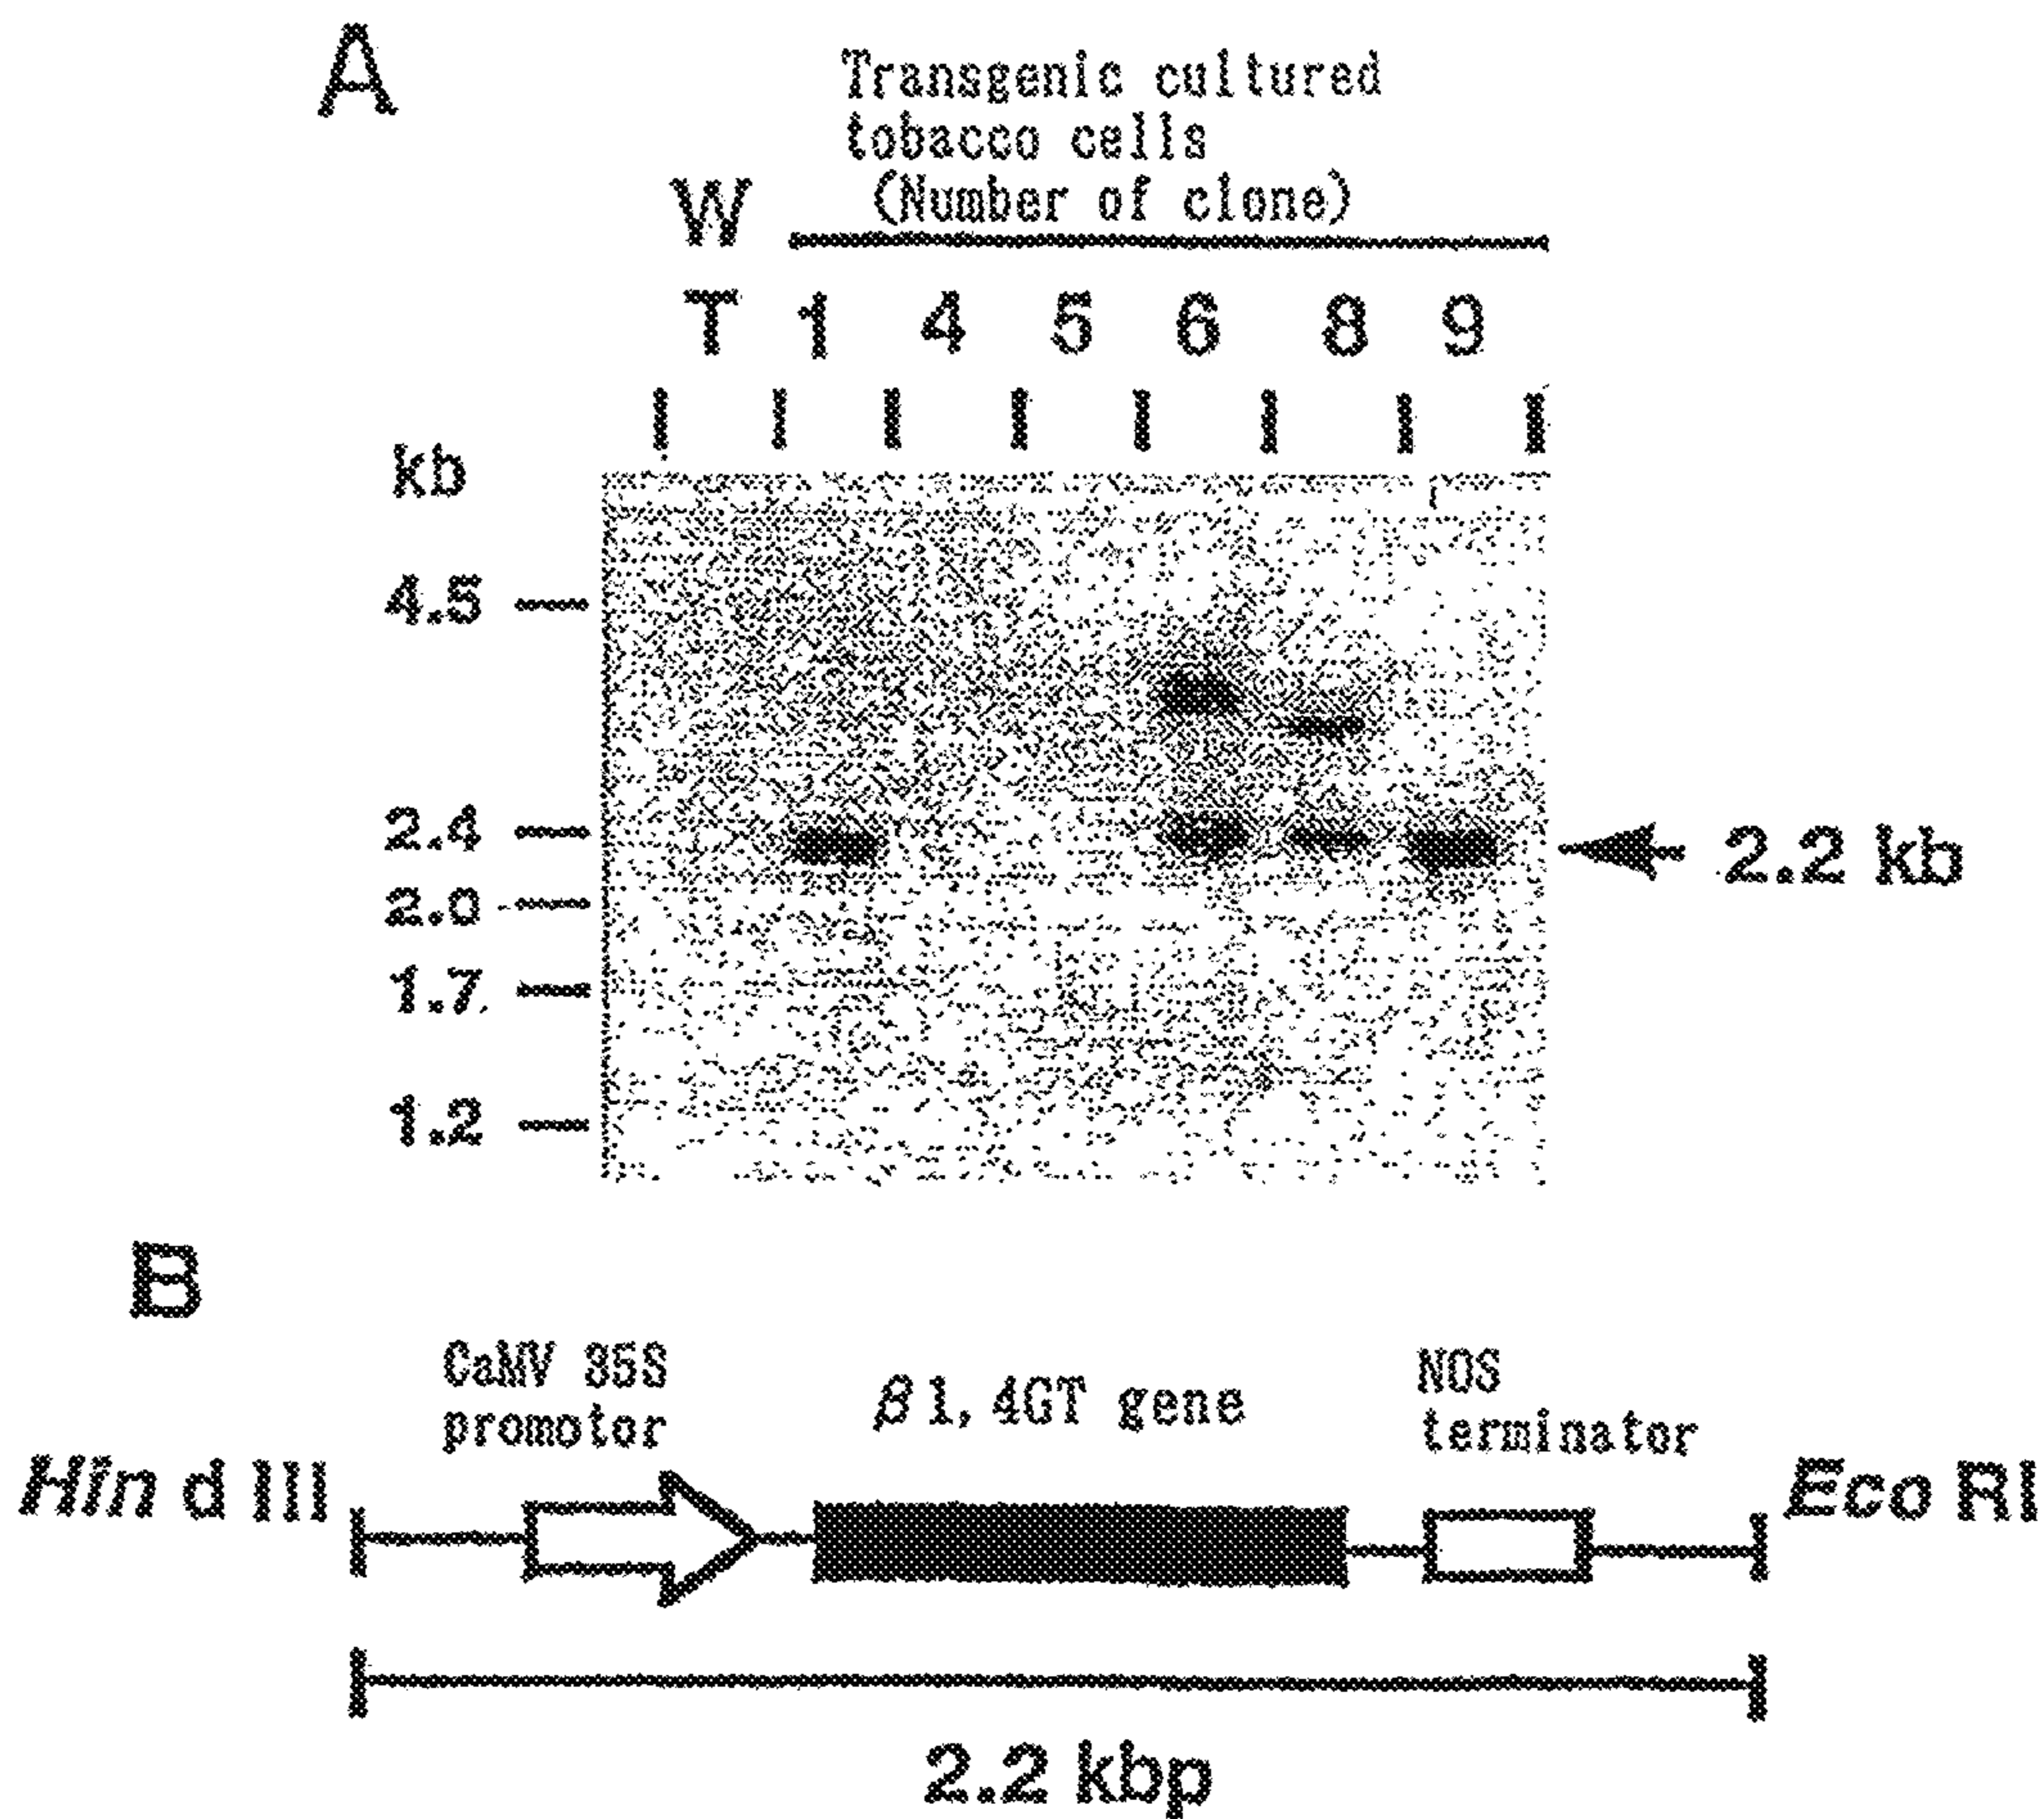 A
Transgenic cultured
tobacco cells
(Number of clone)
W
T 1 4 5 6 8 9
kb
4.5
2.4
2.0
1.7
1.2
2.2 kb
B
CaMV 35S
promotor
β1,4GT gene
NOS
terminator
Hin d III
Eco RI
2.2 kbp